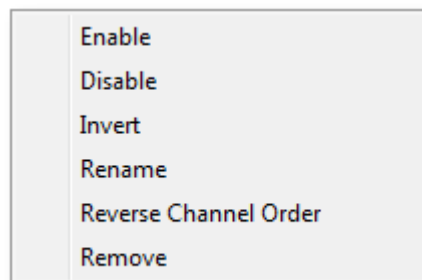 Enable
Disable
Invert
Rename
Reverse Channel Order
Remove